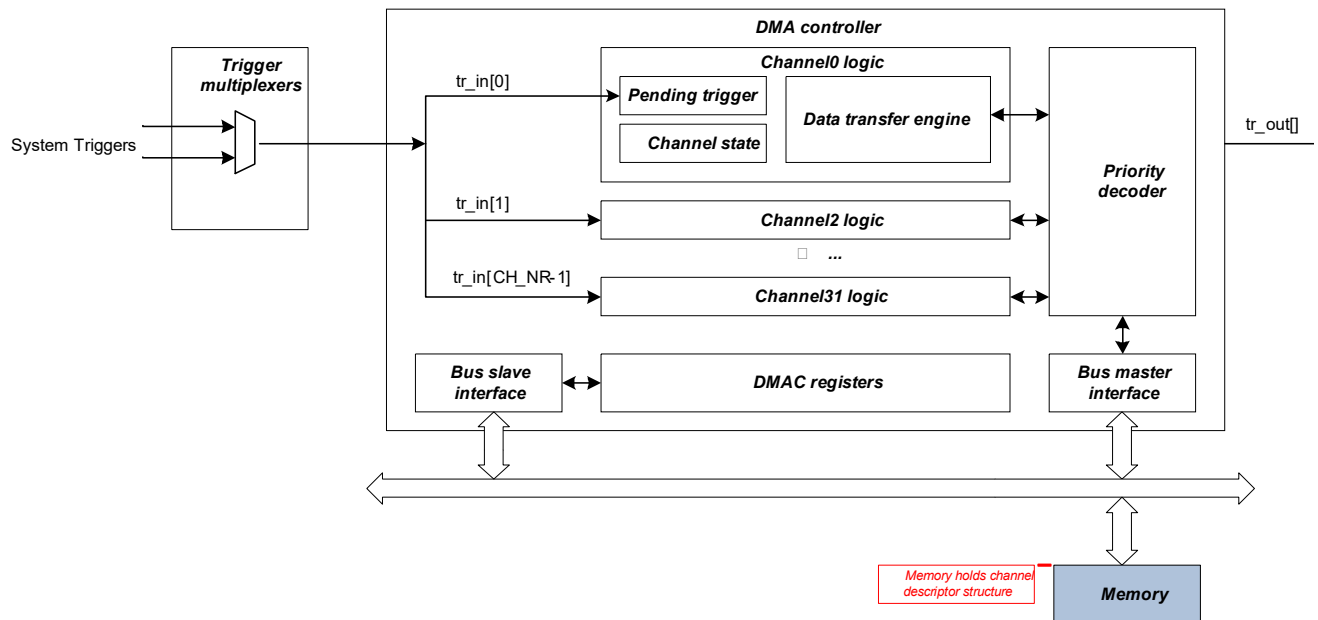 DMA controller
Trigger
multiplexers
System Triggers
tr_in[0]
Channel0 logic
Pending trigger
Channel state
Data transfer engine
Priority
decoder
tr_out[]
tr_in[1]
Channel2 logic
...
tr_in[CH_NR-1]
Channel31 logic
Bus slave
interface
DMAC registers
Bus master
interface
Memory holds channel
descriptor structure
Memory